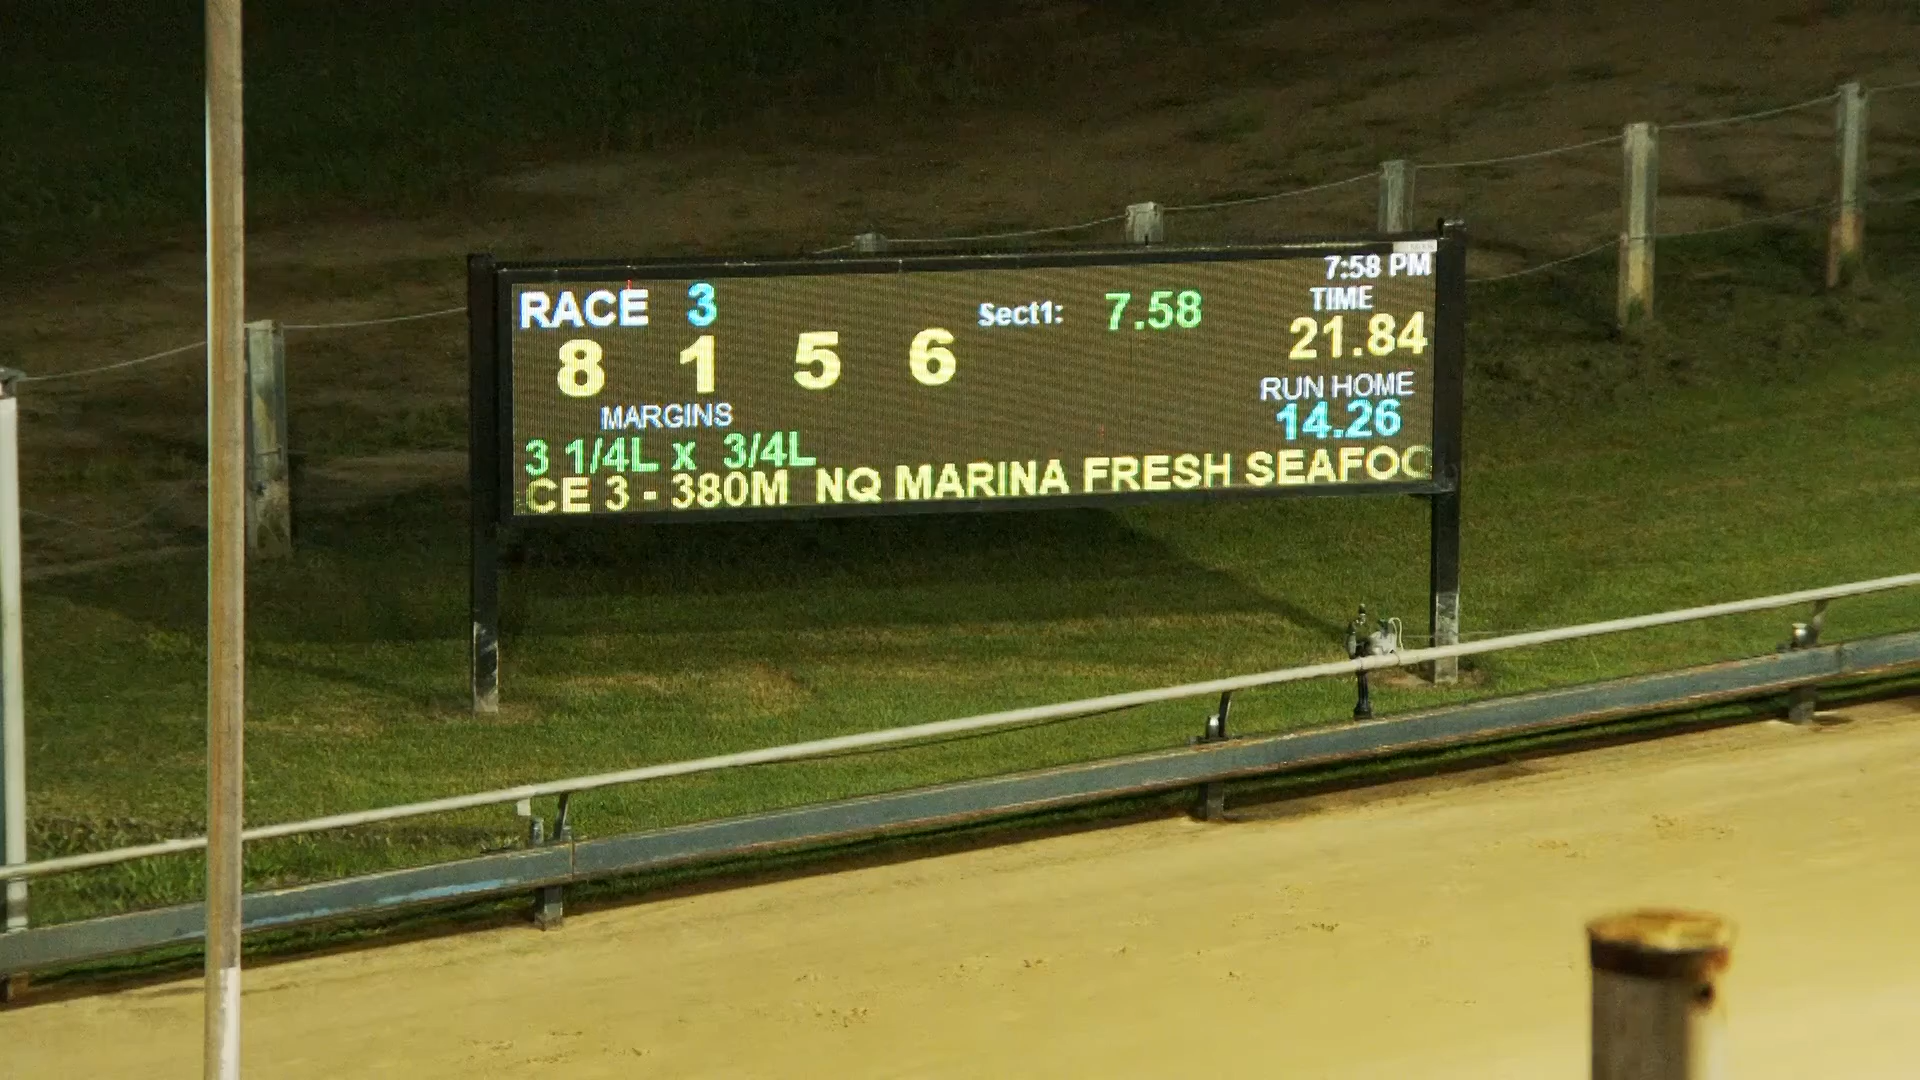 7:58 PM
RACE 3 Sect1: 7.58 TIME
21.84
8 1 5 6
RUN HOME
MARGINS 14.26
3 1/4L x 3/4L
CE 3 - 380M NQ MARINA FRESH SEAFOO